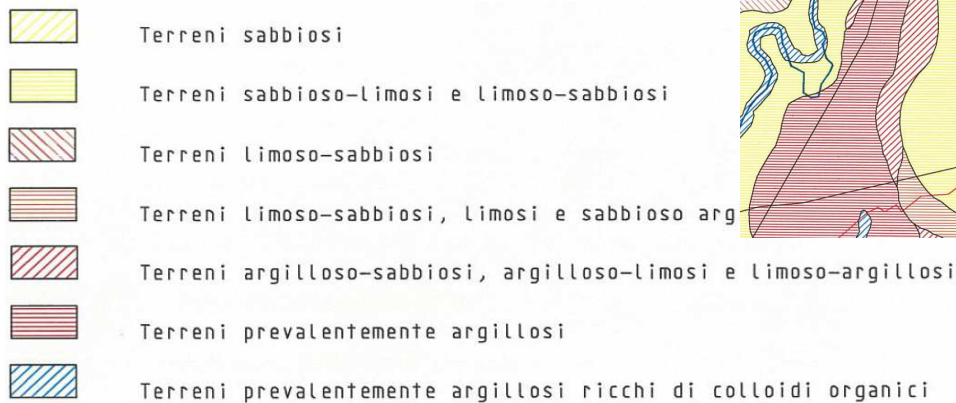 Terreni sabbiosi
Terreni sabbioso-limosi e limoso-sabbiosi
Terreni limoso-sabbiosi
Terreni limoso-sabbiosi, limosi e sabbioso arg
Terreni argilloso-sabbiosi, argilloso-limosi e limoso-argillosi
Terreni prevalentemente argillosi
Terreni prevalentemente argillosi ricchi di colloidi organici